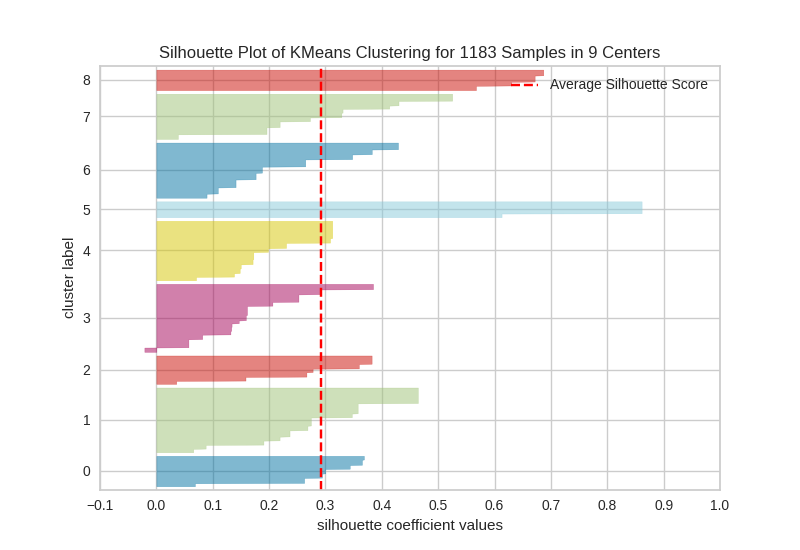 Silhouette Plot of KMeans Clustering for 1183 Samples in 9 Centers
Average Silhouette Score
cluster label
8
7
6
5
4
3
2
1
0
−0.1 0.0 0.1 0.2 0.3 0.4 0.5 0.6 0.7 0.8 0.9 1.0
silhouette coefficient values